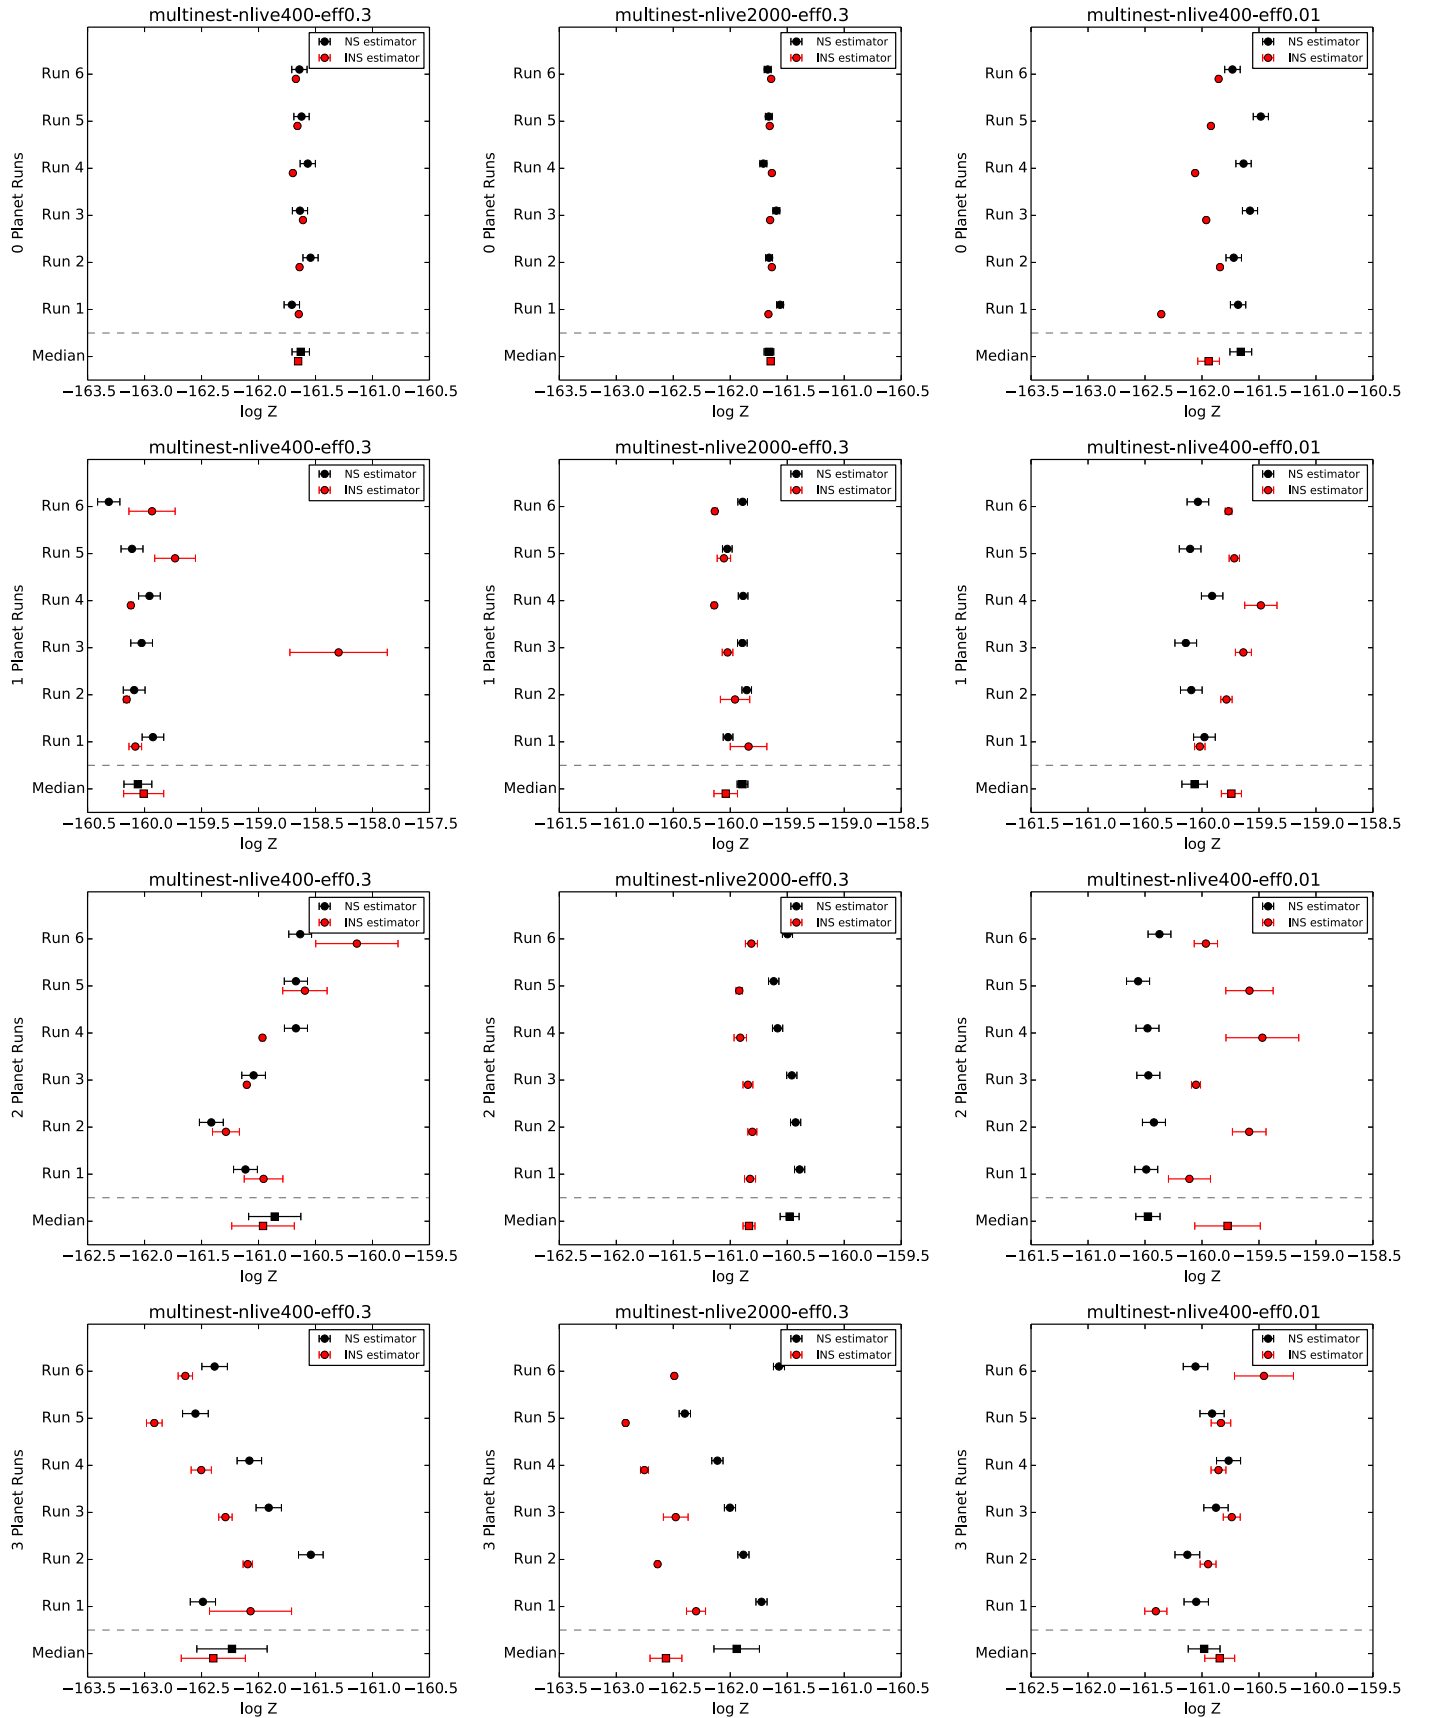 multinest-nlive400-eff0.3
NS estimator
INS estimator
Run 6
Run 5
Run 4
Run 3
Run 2
Run 1
Median
0 Planet Runs
−163.5 −163.0 −162.5 −162.0 −161.5 −161.0 −160.5
log Z
multinest-nlive2000-eff0.3
NS estimator
INS estimator
Run 6
Run 5
Run 4
Run 3
Run 2
Run 1
Median
0 Planet Runs
−163.5 −163.0 −162.5 −162.0 −161.5 −161.0 −160.5
log Z
multinest-nlive400-eff0.01
NS estimator
INS estimator
Run 6
Run 5
Run 4
Run 3
Run 2
Run 1
Median
0 Planet Runs
−163.5 −163.0 −162.5 −162.0 −161.5 −161.0 −160.5
log Z
multinest-nlive400-eff0.3
NS estimator
INS estimator
Run 6
Run 5
Run 4
Run 3
Run 2
Run 1
Median
1 Planet Runs
−160.5 −160.0 −159.5 −159.0 −158.5 −158.0 −157.5
log Z
multinest-nlive2000-eff0.3
NS estimator
INS estimator
Run 6
Run 5
Run 4
Run 3
Run 2
Run 1
Median
1 Planet Runs
−161.5 −161.0 −160.5 −160.0 −159.5 −159.0 −158.5
log Z
multinest-nlive400-eff0.01
NS estimator
INS estimator
Run 6
Run 5
Run 4
Run 3
Run 2
Run 1
Median
1 Planet Runs
−161.5 −161.0 −160.5 −160.0 −159.5 −159.0 −158.5
log Z
multinest-nlive400-eff0.3
NS estimator
INS estimator
Run 6
Run 5
Run 4
Run 3
Run 2
Run 1
Median
2 Planet Runs
−162.5 −162.0 −161.5 −161.0 −160.5 −160.0 −159.5
log Z
multinest-nlive2000-eff0.3
NS estimator
INS estimator
Run 6
Run 5
Run 4
Run 3
Run 2
Run 1
Median
2 Planet Runs
−162.5 −162.0 −161.5 −161.0 −160.5 −160.0 −159.5
log Z
multinest-nlive400-eff0.01
NS estimator
INS estimator
Run 6
Run 5
Run 4
Run 3
Run 2
Run 1
Median
2 Planet Runs
−161.5 −161.0 −160.5 −160.0 −159.5 −159.0 −158.5
log Z
multinest-nlive400-eff0.3
NS estimator
INS estimator
Run 6
Run 5
Run 4
Run 3
Run 2
Run 1
Median
3 Planet Runs
−163.5 −163.0 −162.5 −162.0 −161.5 −161.0 −160.5
log Z
multinest-nlive2000-eff0.3
NS estimator
INS estimator
Run 6
Run 5
Run 4
Run 3
Run 2
Run 1
Median
3 Planet Runs
−163.5 −163.0 −162.5 −162.0 −161.5 −161.0 −160.5
log Z
multinest-nlive400-eff0.01
NS estimator
INS estimator
Run 6
Run 5
Run 4
Run 3
Run 2
Run 1
Median
3 Planet Runs
−162.5 −162.0 −161.5 −161.0 −160.5 −160.0 −159.5
log Z